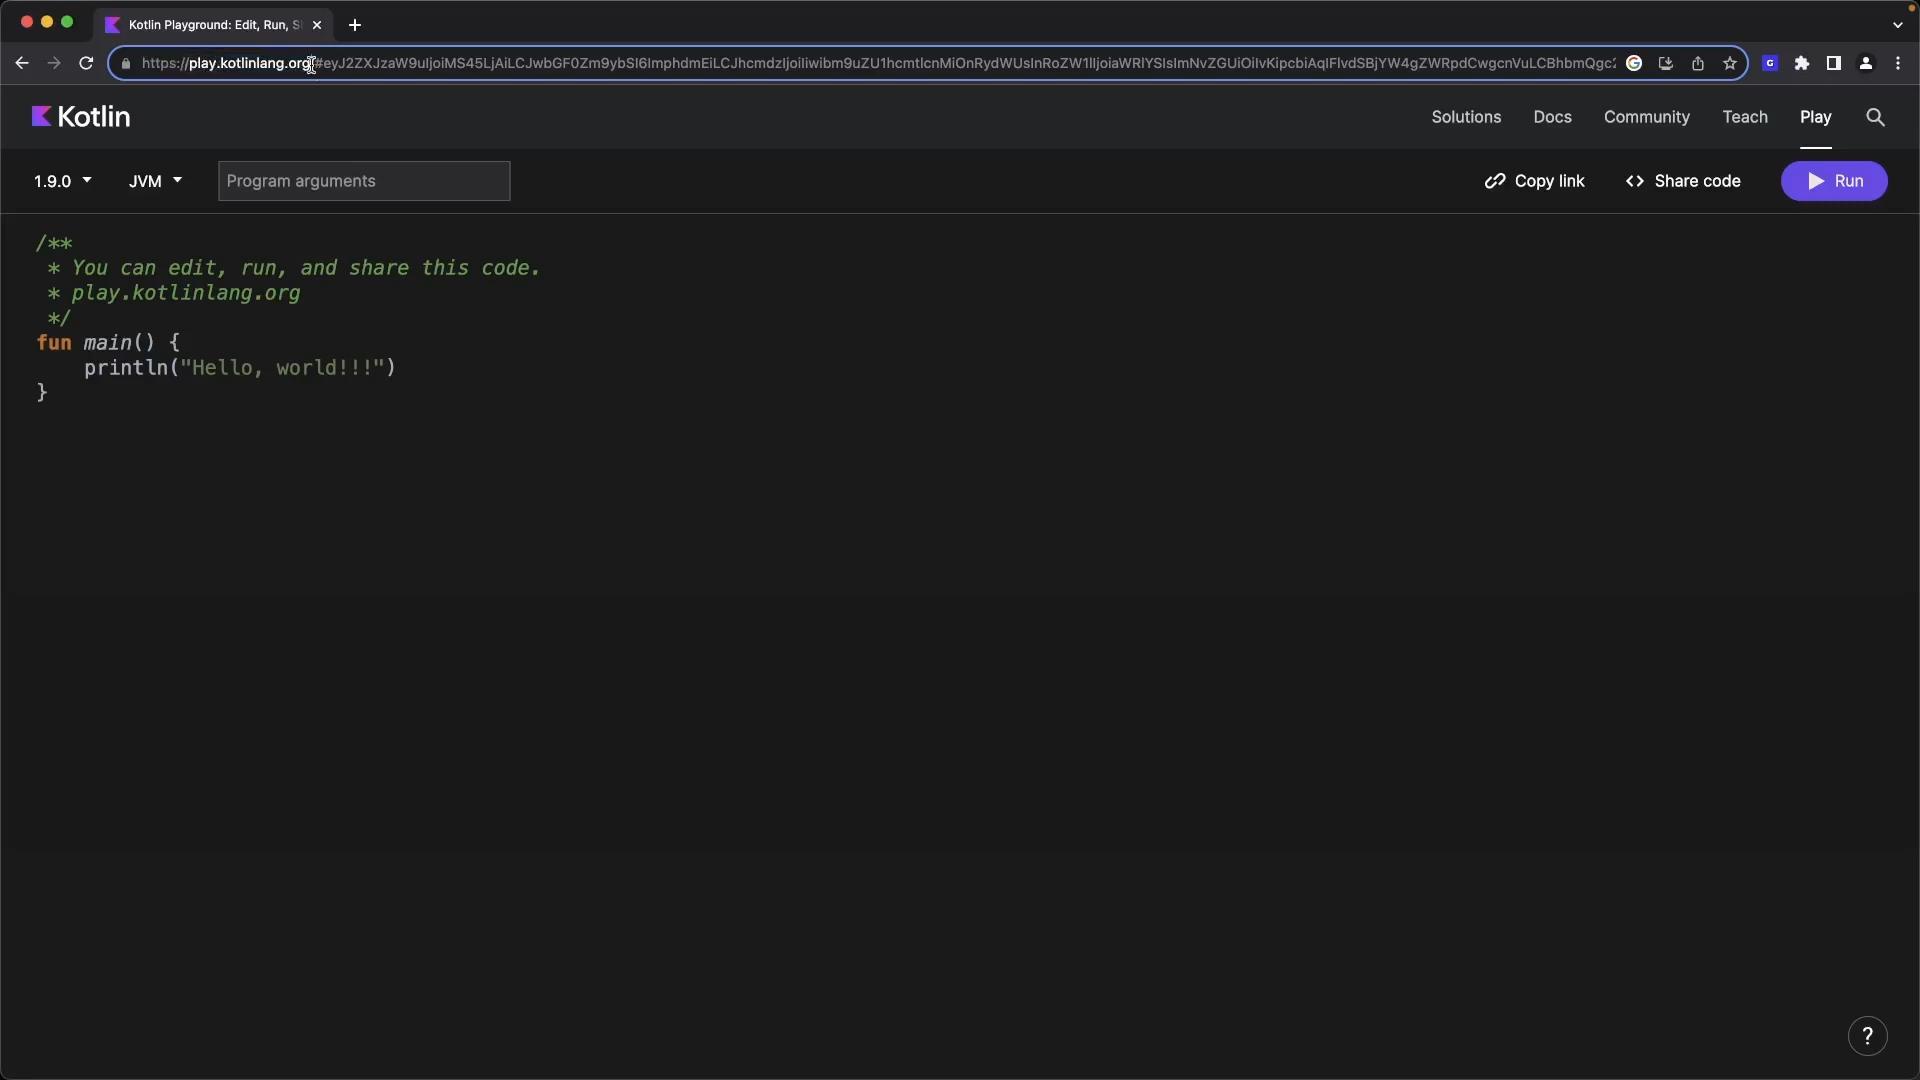 Kotlin Playground: Edit, Run, S
https://play.kotlinlang.org/
Kotlin
Solutions Docs Community Teach Play
1.9.0 JVM Program arguments Copy link <> Share code Run
/**
 * You can edit, run, and share this code.
 * play.kotlinlang.org
 */
fun main() {
    println("Hello, world!!!")
}
?